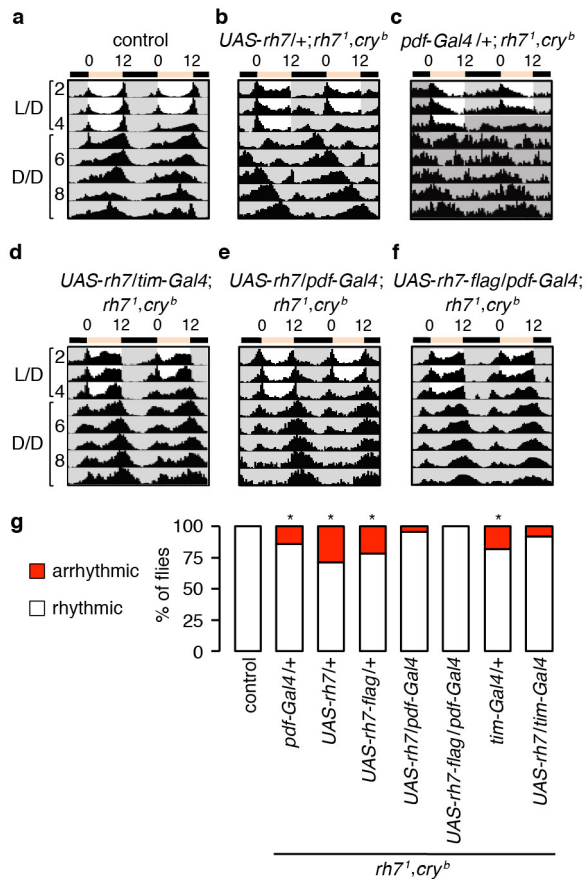 a
control
0 12 0 12
L/D
D/D
2
4
6
8
b
UAS-rh7/+;rh7¹,cryᵇ
0 12 0 12
c
pdf-Gal4/+;rh7¹,cryᵇ
0 12 0 12
d
UAS-rh7/tim-Gal4;
rh7¹,cryᵇ
0 12 0 12
L/D
D/D
2
4
6
8
e
UAS-rh7/pdf-Gal4;
rh7¹,cryᵇ
0 12 0 12
f
UAS-rh7-flag/pdf-Gal4;
rh7¹,cryᵇ
0 12 0 12
g
arrhythmic
rhythmic
% of flies
100
75
50
25
0
* * * *
control
pdf-Gal4/+
UAS-rh7/+
UAS-rh7-flag/+
UAS-rh7/pdf-Gal4
UAS-rh7-flag/pdf-Gal4
tim-Gal4/+
UAS-rh7/tim-Gal4
rh7¹,cryᵇ